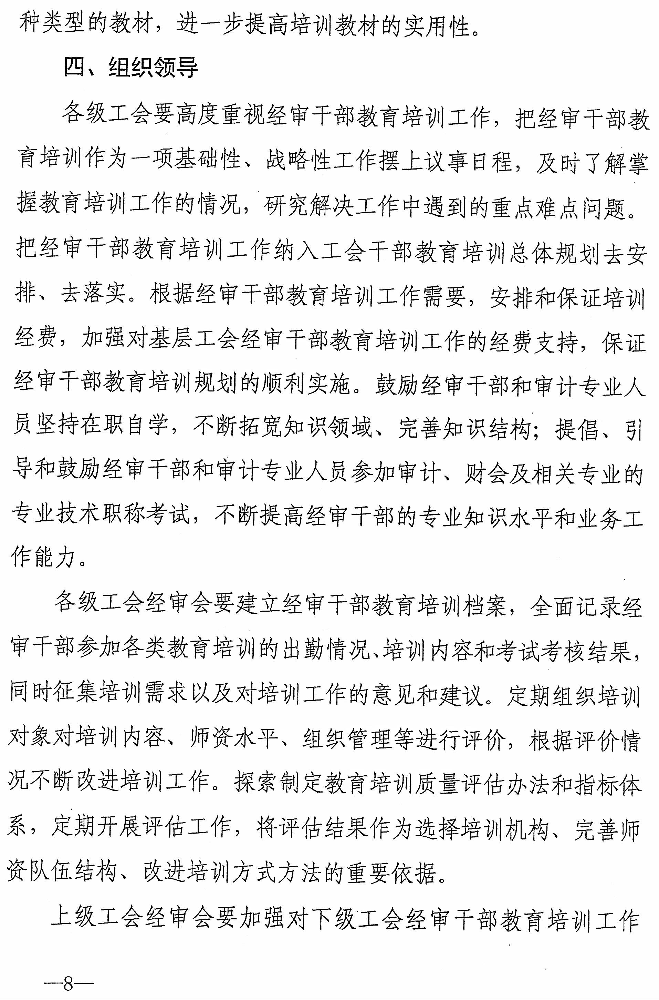 种类型的教材，进一步提高培训教材的实用性。
四、组织领导
各级工会要高度重视经审干部教育培训工作，把经审干部教
育培训作为一项基础性、战略性工作摆上议事日程，及时了解掌
握教育培训工作的情况，研究解决工作中遇到的重点难点问题。
把经审干部教育培训工作纳入工会干部教育培训总体规划去安
排、去落实。根据经审干部教育培训工作需要，安排和保证培训
经费，加强对基层工会经审干部教育培训工作的经费支持，保证
经审干部教育培训规划的顺利实施。鼓励经审干部和审计专业人
员坚持在职自学，不断拓宽知识领域、完善知识结构；提倡、引
导和鼓励经审干部和审计专业人员参加审计、财会及相关专业的
专业技术职称考试，不断提高经审干部的专业知识水平和业务工
作能力。
各级工会经审会要建立经审干部教育培训档案，全面记录经
审干部参加各类教育培训的出勤情况、培训内容和考试考核结果，
同时征集培训需求以及对培训工作的意见和建议。定期组织培训
对象对培训内容、师资水平、组织管理等进行评价，根据评价情
况不断改进培训工作。探索制定教育培训质量评估办法和指标体
系，定期开展评估工作，将评估结果作为选择培训机构、完善师
资队伍结构、改进培训方式方法的重要依据。
上级工会经审会要加强对下级工会经审干部教育培训工作
—8—